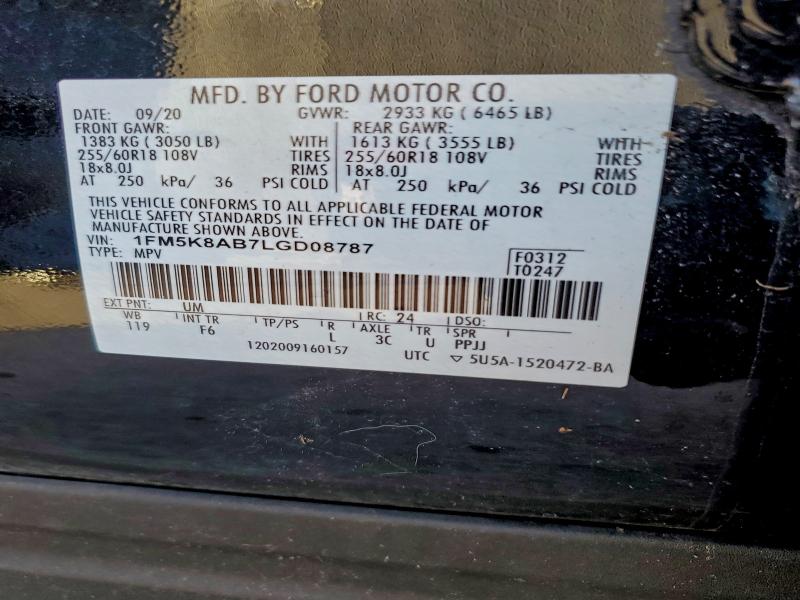 MFD. BY FORD MOTOR CO.
DATE: 09/20 GVWR: 2933 KG ( 6465 LB)
FRONT GAWR: REAR GAWR:
1383 KG ( 3050 LB) WITH 1613 KG ( 3555 LB) WITH
255/60R18 108V TIRES 255/60R18 108V TIRES
18x8.0J RIMS 18x8.0J RIMS
AT 250 kPa/ 36 PSI COLD AT 250 kPa/ 36 PSI COLD
THIS VEHICLE CONFORMS TO ALL APPLICABLE FEDERAL MOTOR
VEHICLE SAFETY STANDARDS IN EFFECT ON THE DATE OF
MANUFACTURE SHOWN ABOVE.
VIN: 1FM5K8AB7LGD08787
TYPE: MPV
F0312
T0247
EXT PNT: UM RC: 24 DSO:
WB INT TR TP/PS R AXLE TR SPR
119 F6 L 3C U PPJJ
1202009160157 UTC ▽ 5U5A-1520472-BA